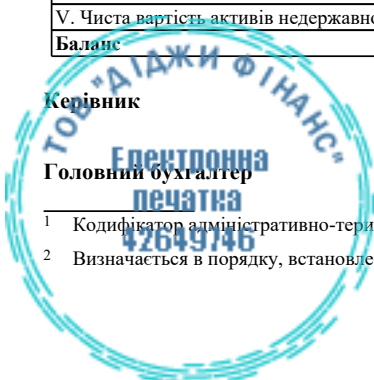 V. Чиста вартість активів недержавно
Баланс
Керівник
ТОВ "ДІДЖИ ФІНАНС"
Головний бухгалтер
Електронна
печатка
42649746
1 Кодифікатор адміністративно-тери
2 Визначається в порядку, встановле